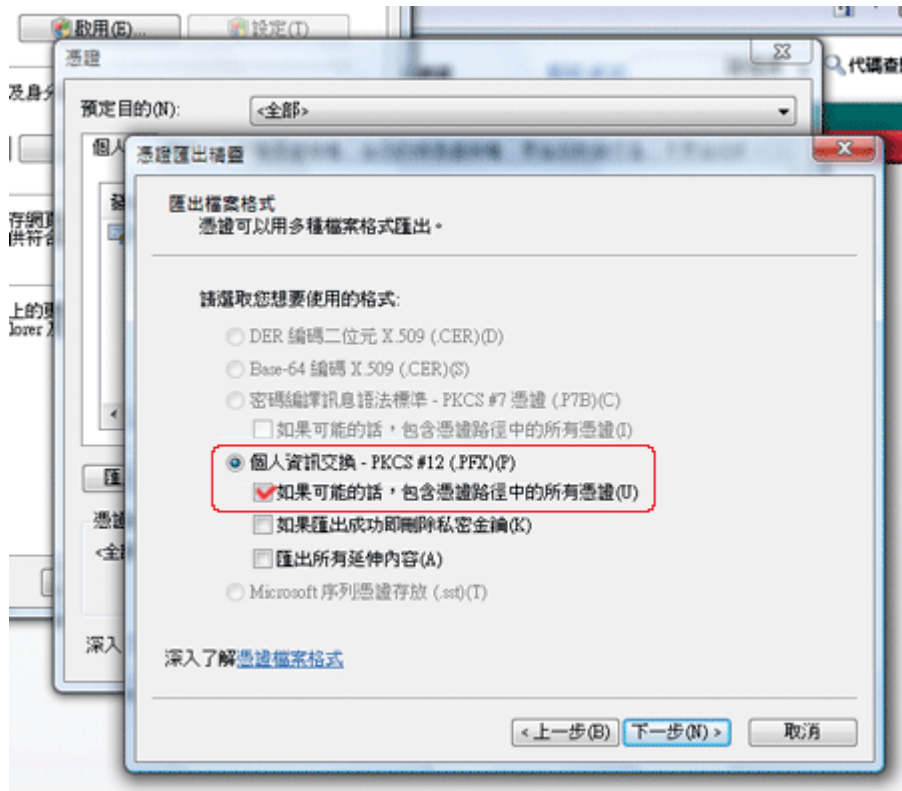 啟用(E)...
設定(T)
憑證
代碼查
及身分
預定目的(N):
<全部>
個人
憑證匯出精靈
匯出檔案格式
憑證可以用多種檔案格式匯出。
存網頁
供符合
請選取您想要使用的格式:
上的更
lorer 及
DER 編碼二位元 X.509 (.CER)(D)
Base-64 編碼 X.509 (.CER)(S)
密碼編譯訊息語法標準 - PKCS #7 憑證 (.P7B)(C)
如果可能的話,包含憑證路徑中的所有憑證(I)
個人資訊交換 - PKCS #12 (.PFX)(P)
如果可能的話,包含憑證路徑中的所有憑證(U)
匯
憑證
如果匯出成功即刪除私密金鑰(K)
<全部
匯出所有延伸內容(A)
Microsoft 序列憑證存放 (.sst)(T)
深入
深入了解憑證檔案格式
<上一步(B)
下一步(N) >
取消